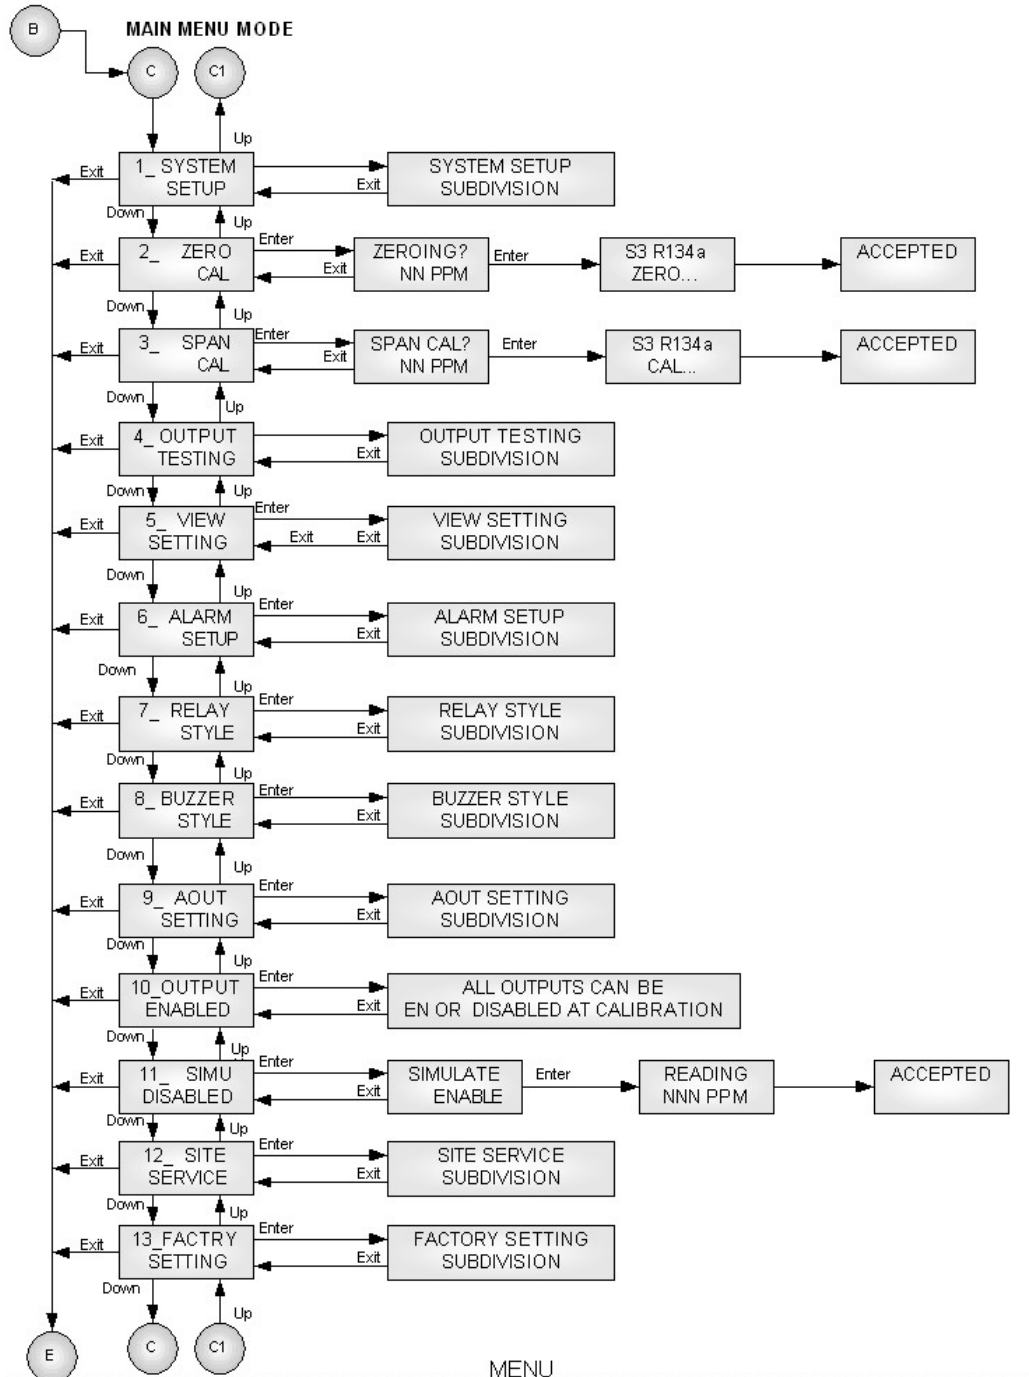 B
MAIN MENU MODE
C
C1
Up
1_ SYSTEM
SETUP
Exit
Exit
SYSTEM SETUP
SUBDIVISION
Down
Up
2_ ZERO
CAL
Exit
Enter
Exit
ZEROING?
NN PPM
Enter
S3 R134a
ZERO...
ACCEPTED
Down
Up
3_ SPAN
CAL
Exit
Enter
Exit
SPAN CAL?
NN PPM
Enter
S3 R134a
CAL...
ACCEPTED
Down
Up
4_ OUTPUT
TESTING
Exit
Exit
OUTPUT TESTING
SUBDIVISION
Down
Up
5_ VIEW
SETTING
Exit
Enter
Exit
Exit
VIEW SETTING
SUBDIVISION
Down
Up
6_ ALARM
SETUP
Exit
Enter
Exit
ALARM SETUP
SUBDIVISION
Down
Up
7_ RELAY
STYLE
Exit
Enter
Exit
RELAY STYLE
SUBDIVISION
Down
Up
8_ BUZZER
STYLE
Exit
Enter
Exit
BUZZER STYLE
SUBDIVISION
Down
Up
9_ AOUT
SETTING
Exit
Enter
Exit
AOUT SETTING
SUBDIVISION
Down
Up
10_OUTPUT
ENABLED
Exit
Enter
Exit
ALL OUTPUTS CAN BE
EN OR DISABLED AT CALIBRATION
Down
Up
11_ SIMU
DISABLED
Exit
Enter
Exit
SIMULATE
ENABLE
Enter
READING
NNN PPM
ACCEPTED
Down
Up
12_ SITE
SERVICE
Exit
Enter
Exit
SITE SERVICE
SUBDIVISION
Down
Up
13_FACTRY
SETTING
Exit
Enter
Exit
FACTORY SETTING
SUBDIVISION
Down
Up
E
C
C1
MENU